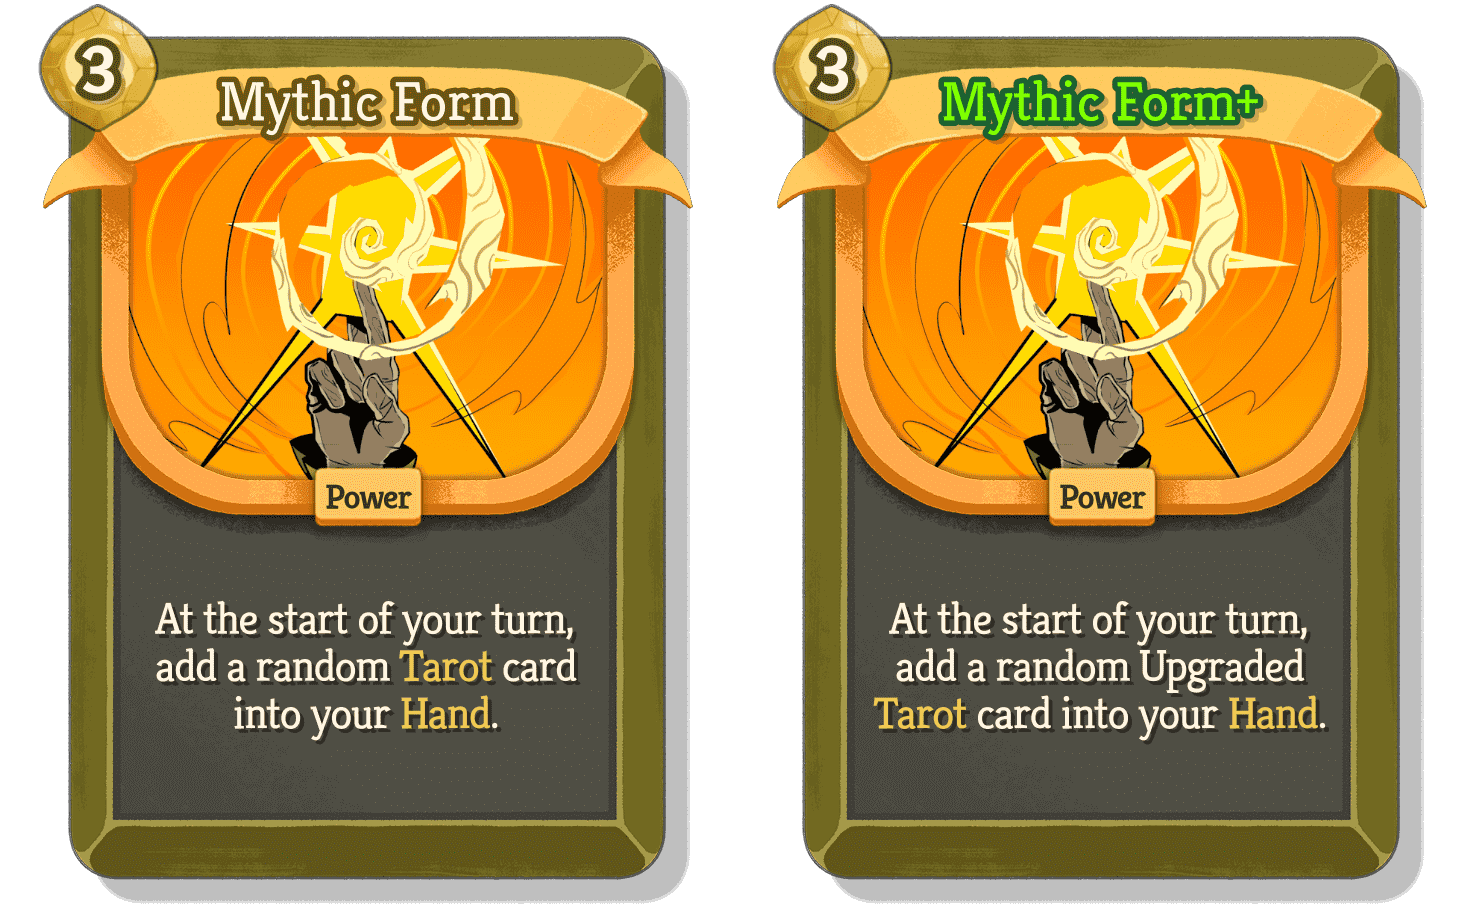 3
Mythic Form
Power
At the start of your turn,
add a random Tarot card
into your Hand.
3
Mythic Form+
Power
At the start of your turn,
add a random Upgraded
Tarot card into your Hand.